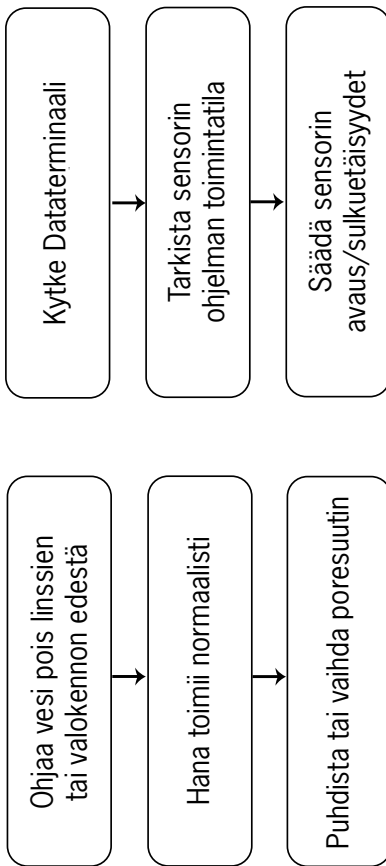 Ohjaa vesi pois linssien
tai valokennon edestä
Hana toimii normaalisti
Puhdista tai vaihda poresuutin
Kytke Dataterminaali
Tarkista sensorin
ohjelman toimintatila
Säädä sensorin
avaus/sulkuetäisyydet